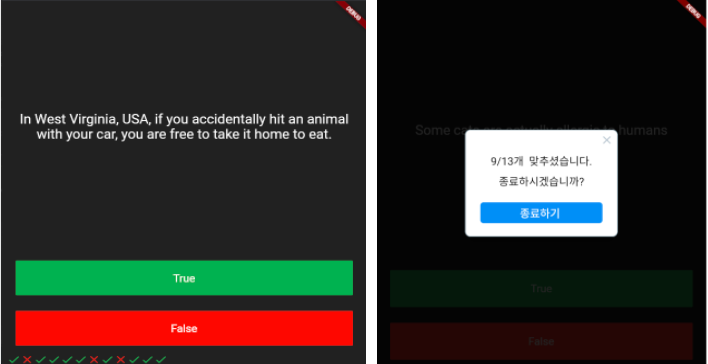 DEBUG
In West Virginia, USA, if you accidentally hit an animal
with your car, you are free to take it home to eat.
True
False
DEBUG
Some cats are actually allergic to humans
9/13개 맞추셨습니다.
종료하시겠습니까?
종료하기
True
False